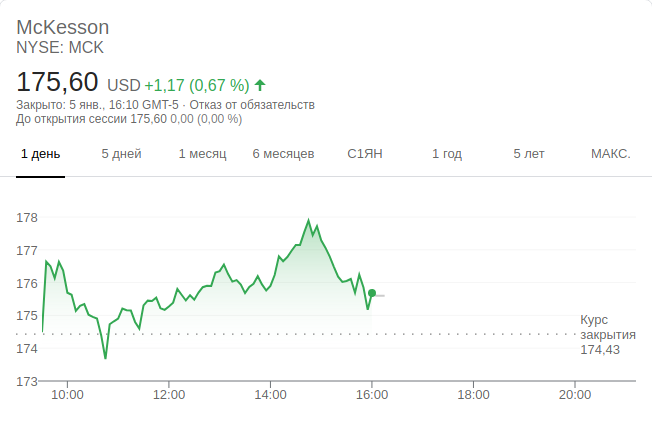 McKesson
NYSE: MCK
175,60 USD +1,17 (0,67 %)
Закрыто: 5 янв., 16:10 GMT-5 · Отказ от обязательств
До открытия сессии 175,60 0,00 (0,00 %)
1 день 5 дней 1 месяц 6 месяцев С1ЯН 1 год 5 лет МАКС.
178
177
176
175
174
173
Курс
закрытия
174,43
10:00 12:00 14:00 16:00 18:00 20:00